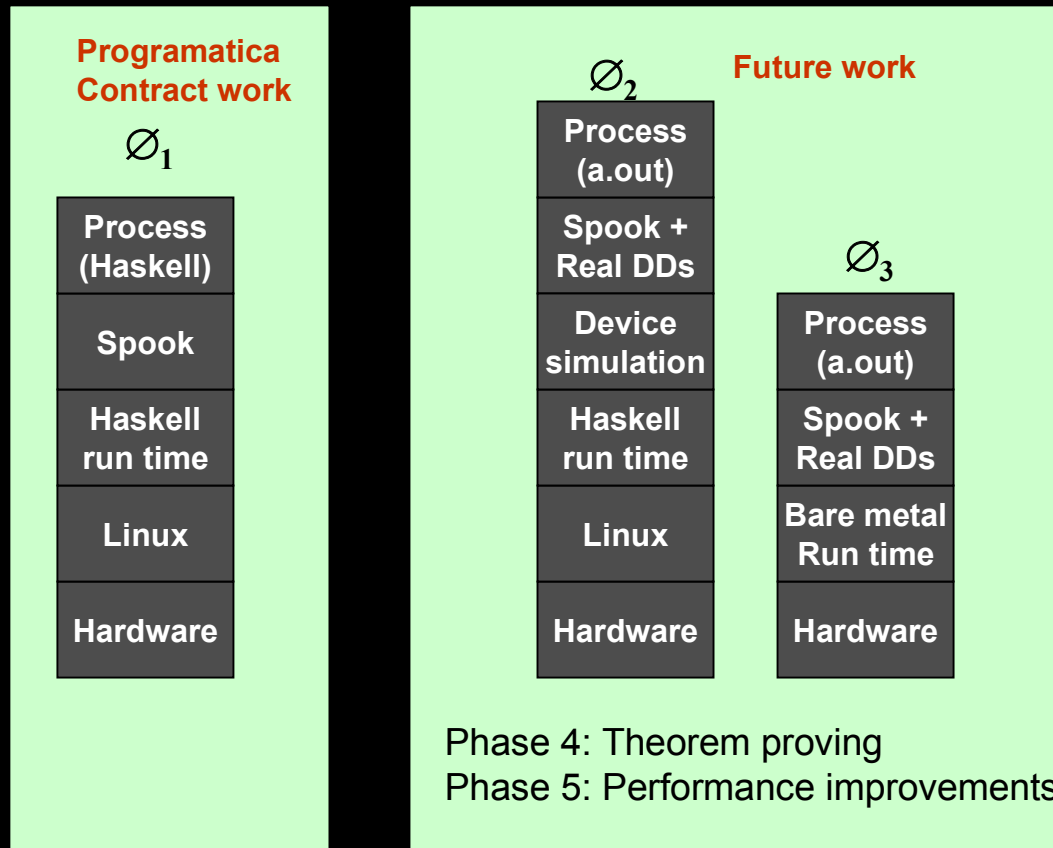 Programatica
Contract work
∅1
Process
(Haskell)
Spook
Haskell
run time
Linux
Hardware
Future work
∅2
Process
(a.out)
Spook +
Real DDs
Device
simulation
Haskell
run time
Linux
Hardware
∅3
Process
(a.out)
Spook +
Real DDs
Bare metal
Run time
Hardware
Phase 4: Theorem proving
Phase 5: Performance improvements